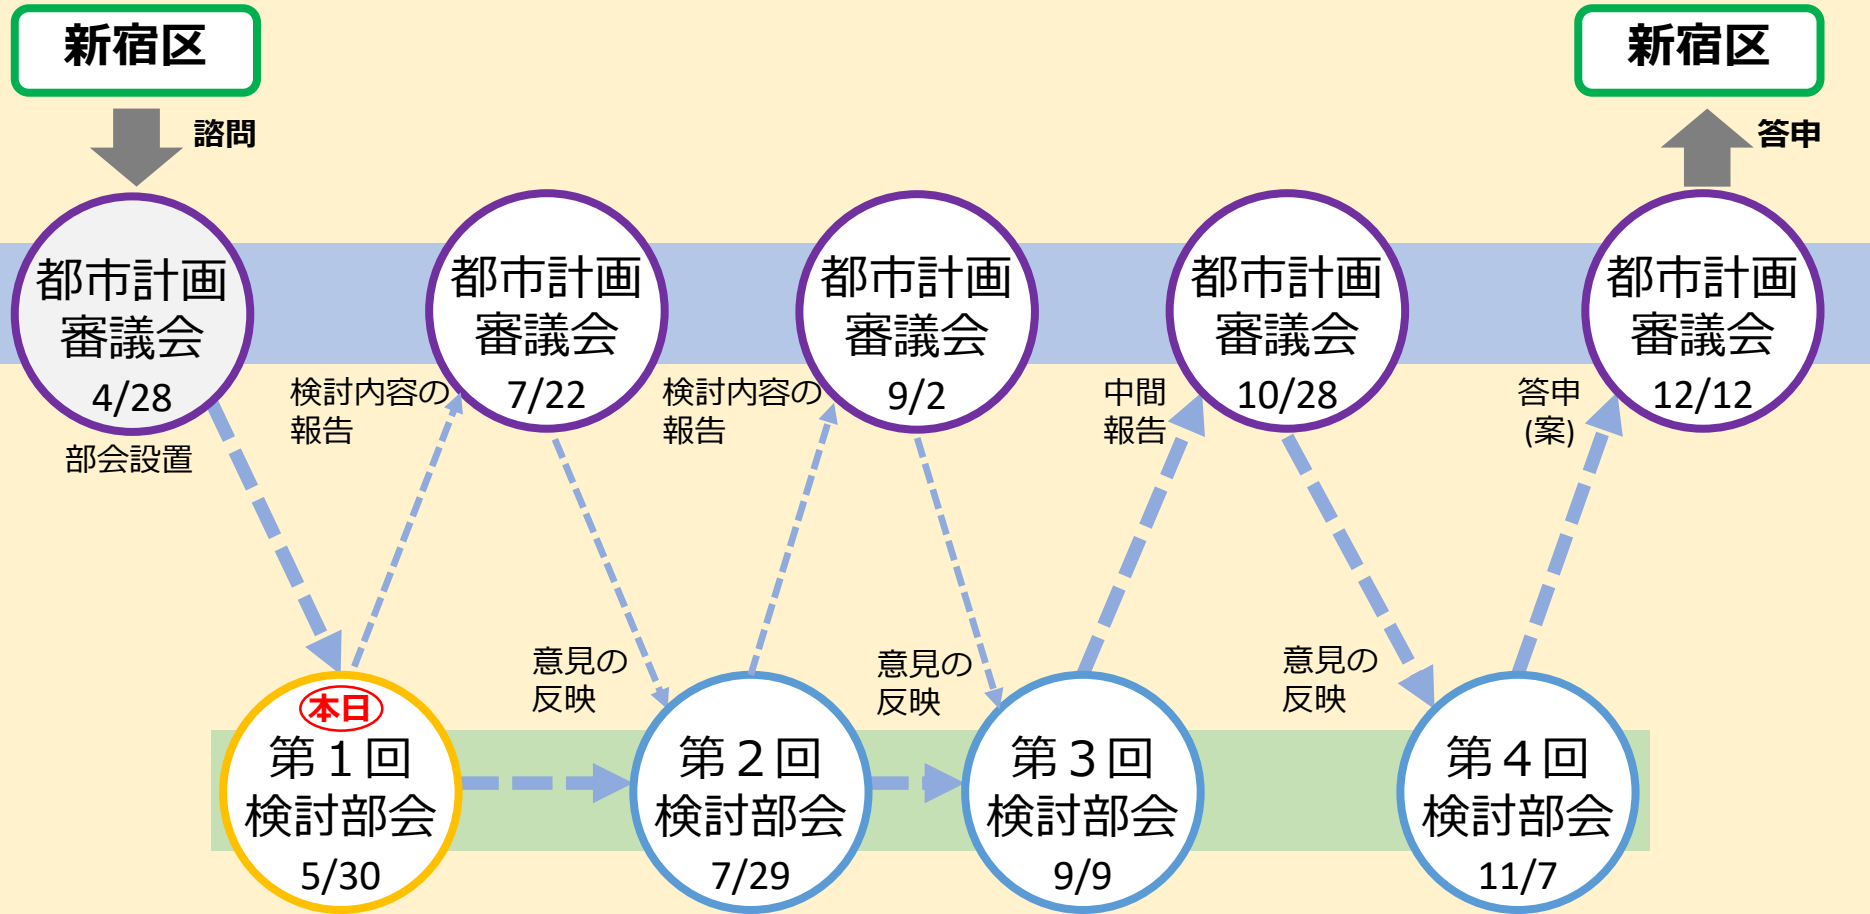 新宿区
諮問
新宿区
答申
都市計画
審議会
4/28
部会設置
都市計画
審議会
7/22
都市計画
審議会
9/2
都市計画
審議会
10/28
都市計画
審議会
12/12
検討内容の
報告
検討内容の
報告
中間
報告
答申
(案)
意見の
反映
意見の
反映
意見の
反映
本日
第1回
検討部会
5/30
第2回
検討部会
7/29
第3回
検討部会
9/9
第4回
検討部会
11/7